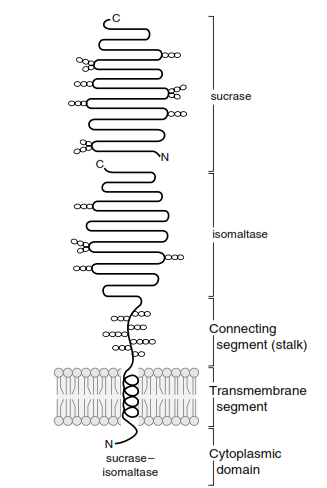 C
sucrase
N
C
isomaltase
Connecting
segment (stalk)
Transmembrane
segment
N
Cytoplasmic
domain
sucrase–
isomaltase